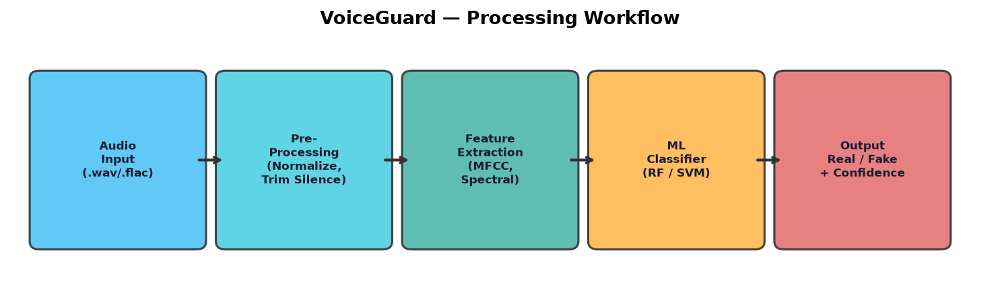 VoiceGuard — Processing Workflow
Audio
Input
(.wav/.flac)
Pre-
Processing
(Normalize,
Trim Silence)
Feature
Extraction
(MFCC,
Spectral)
ML
Classifier
(RF / SVM)
Output
Real / Fake
+ Confidence